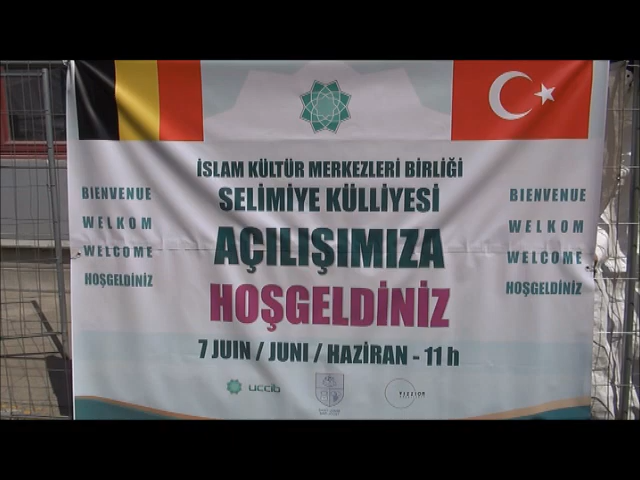 İSLAM KÜLTÜR MERKEZLERİ BİRLİĞİ
SELİMİYE KÜLLİYESİ
AÇILIŞIMIZA
HOŞGELDİNİZ
7 JUIN / JUNI / HAZİRAN - 11 h
BIENVENUE
WELKOM
WELCOME
HOŞGELDİNİZ
BIENVENUE
WELKOM
WELCOME
HOŞGELDİNİZ
uccib